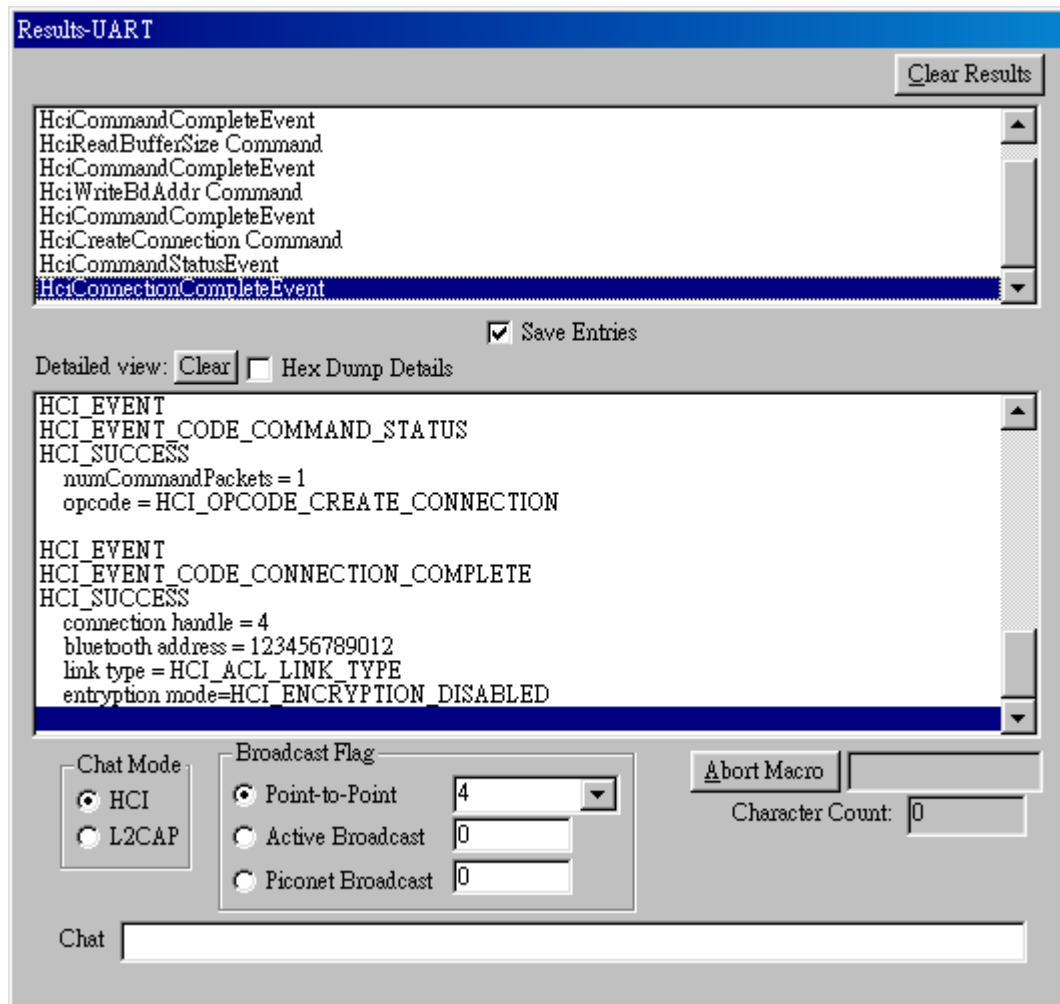 Results-UART
Clear Results
HciCommandCompleteEvent
HciReadBufferSize Command
HciCommandCompleteEvent
HciWriteBdAddr Command
HciCommandCompleteEvent
HciCreateConnection Command
HciCommandStatusEvent
HciConnectionCompleteEvent
Save Entries
Detailed view: Clear Hex Dump Details
HCI_EVENT
HCI_EVENT_CODE_COMMAND_STATUS
HCI_SUCCESS
numCommandPackets = 1
opcode = HCI_OPCODE_CREATE_CONNECTION
HCI_EVENT
HCI_EVENT_CODE_CONNECTION_COMPLETE
HCI_SUCCESS
connection handle = 4
bluetooth address = 123456789012
link type = HCI_ACL_LINK_TYPE
entryption mode=HCI_ENCRYPTION_DISABLED
Chat Mode
HCI
L2CAP
Broadcast Flag
Point-to-Point 4
Active Broadcast 0
Piconet Broadcast 0
Abort Macro
Character Count: 0
Chat